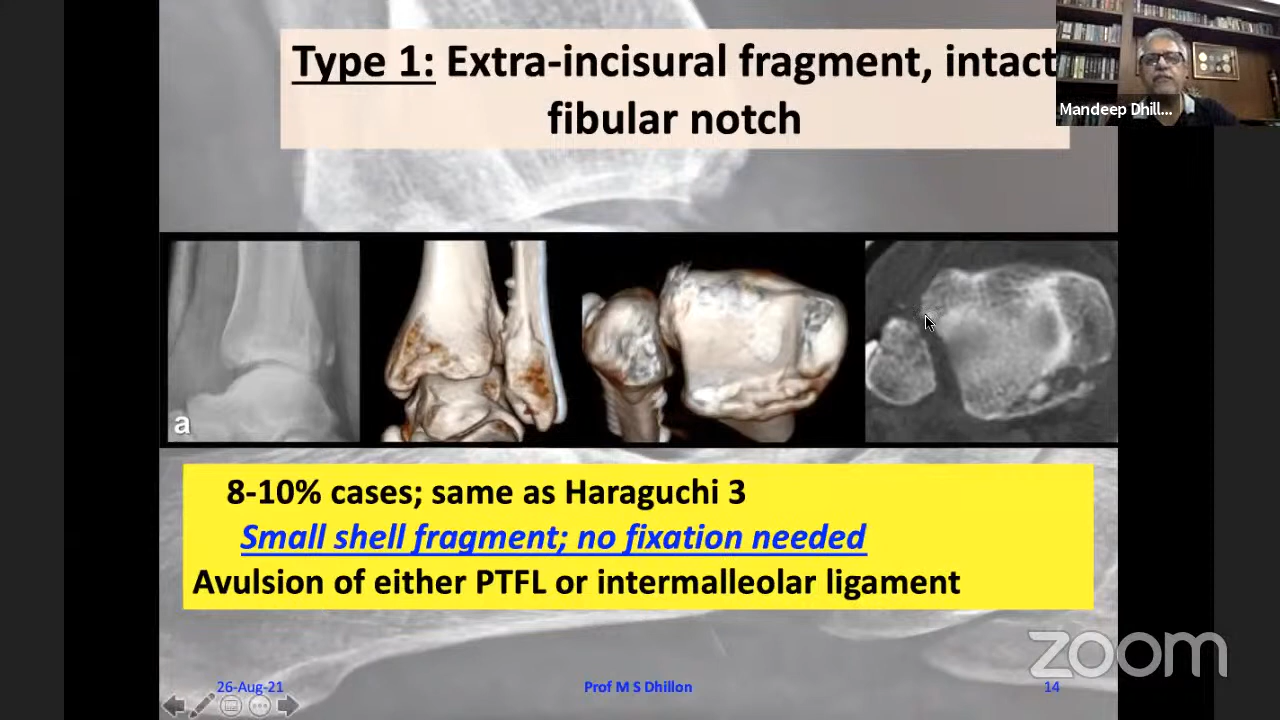 Type 1: Extra-incisural fragment, intact
fibular notch
Mandeep Dhill...
a
8-10% cases; same as Haraguchi 3
Small shell fragment; no fixation needed
Avulsion of either PTFL or intermalleolar ligament
zoom
26-Aug-21
Prof M S Dhillon
14